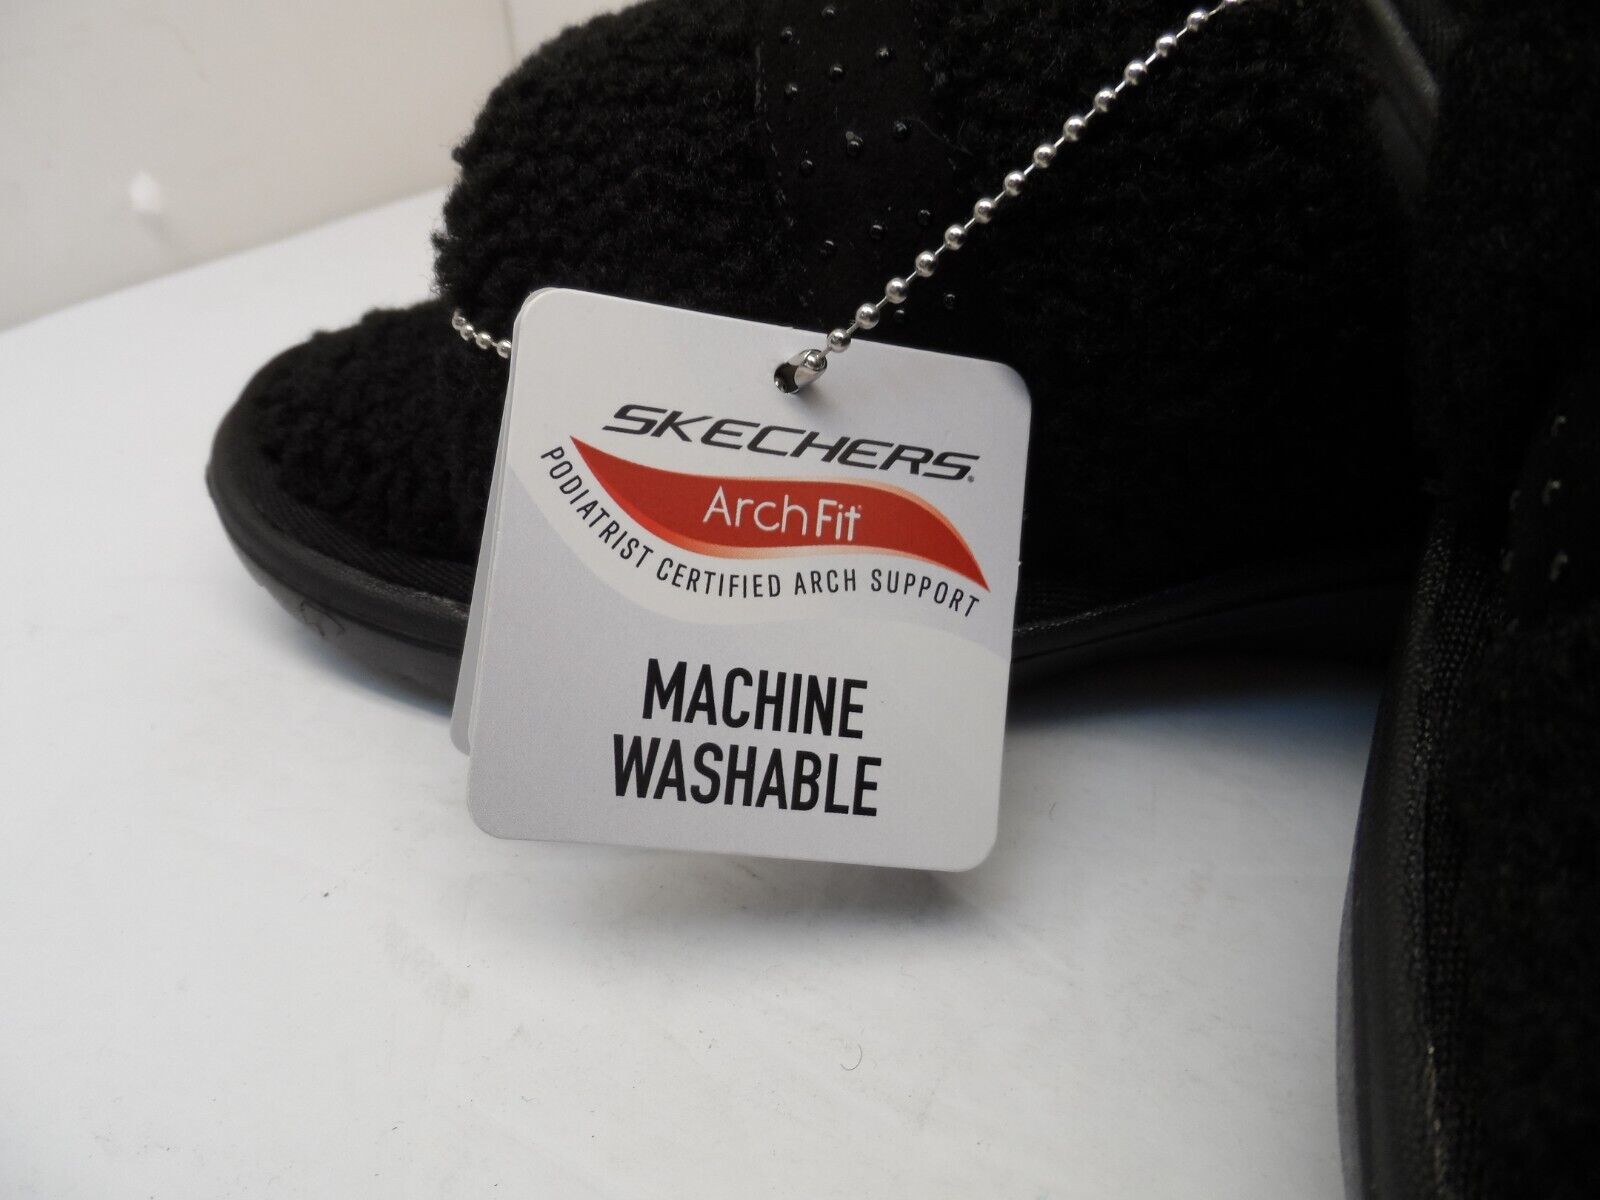 SKECHERS
Arch Fit
PODIATRIST CERTIFIED ARCH SUPPORT
MACHINE
WASHABLE